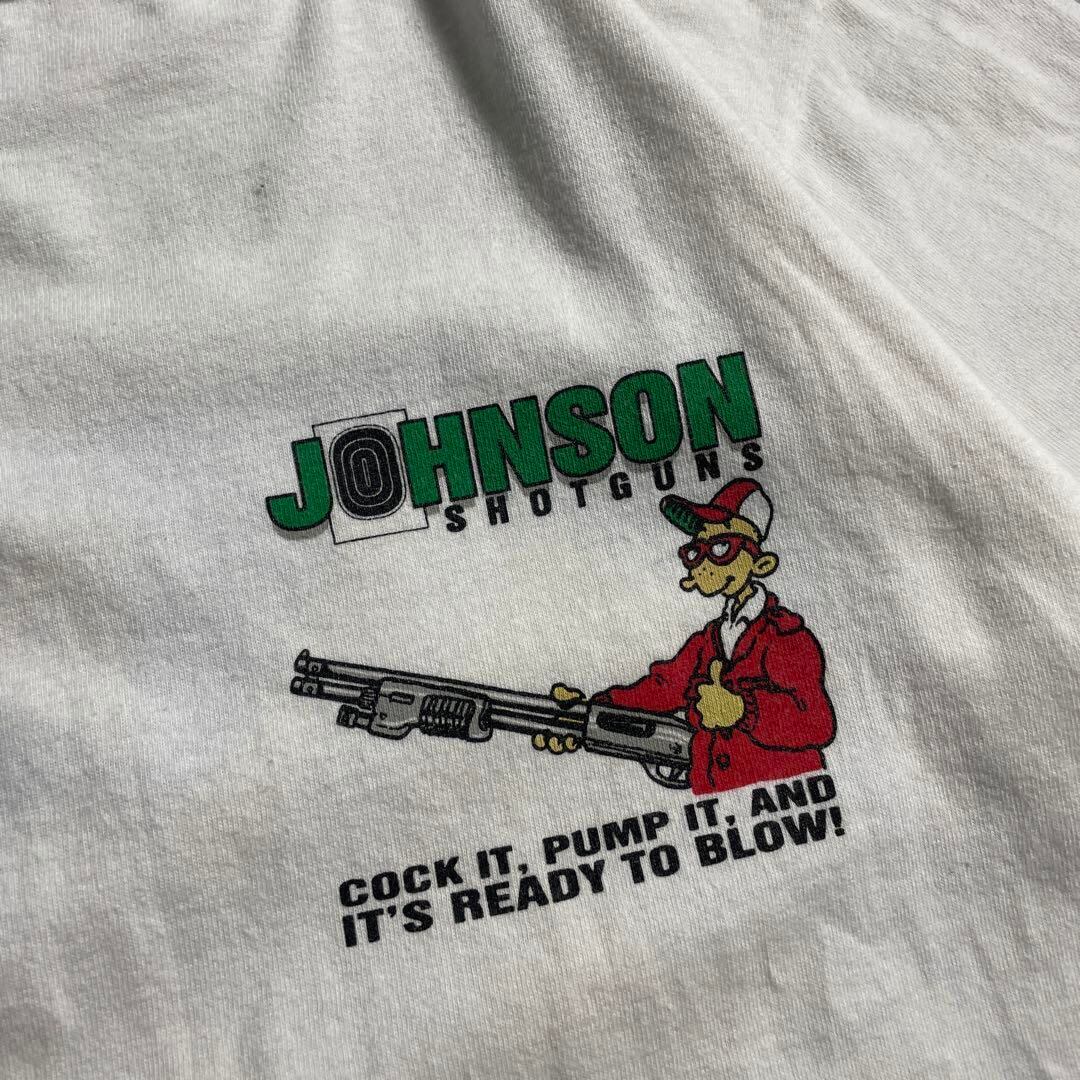 JOHNSON
SHOTGUNS
COCK IT, PUMP IT, AND
IT'S READY TO BLOW!